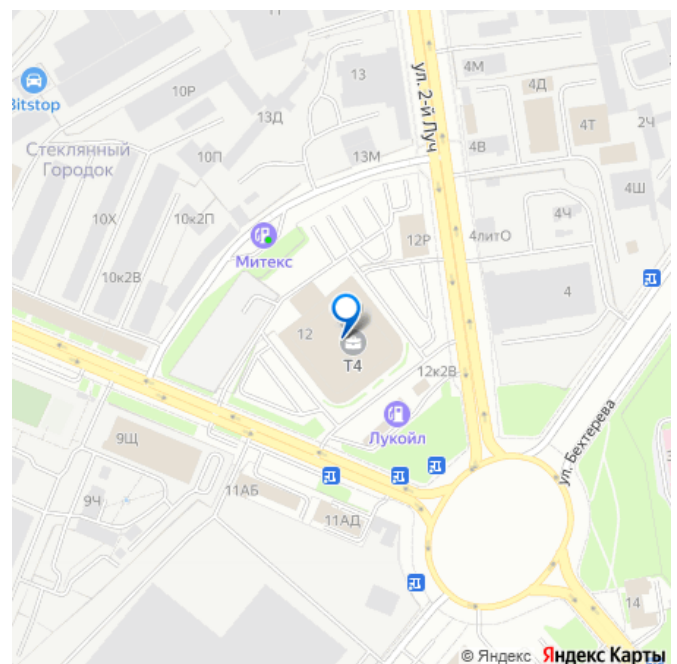 13
4М
4Д
10Р
Bitstop
ул. 2-й Луч
13Д
4Т
2Ч
Стеклянный
Городок
10П
13М
4В
4Ш
10Х
10к2П
4Ч
12Р
4литО
Митекс
10к2В
4
12
Т4
12к2В
Лукойл
ул. Бехтерева
9Щ
9Ч
11АБ
11АД
14
© Яндекс Яндекс Карты